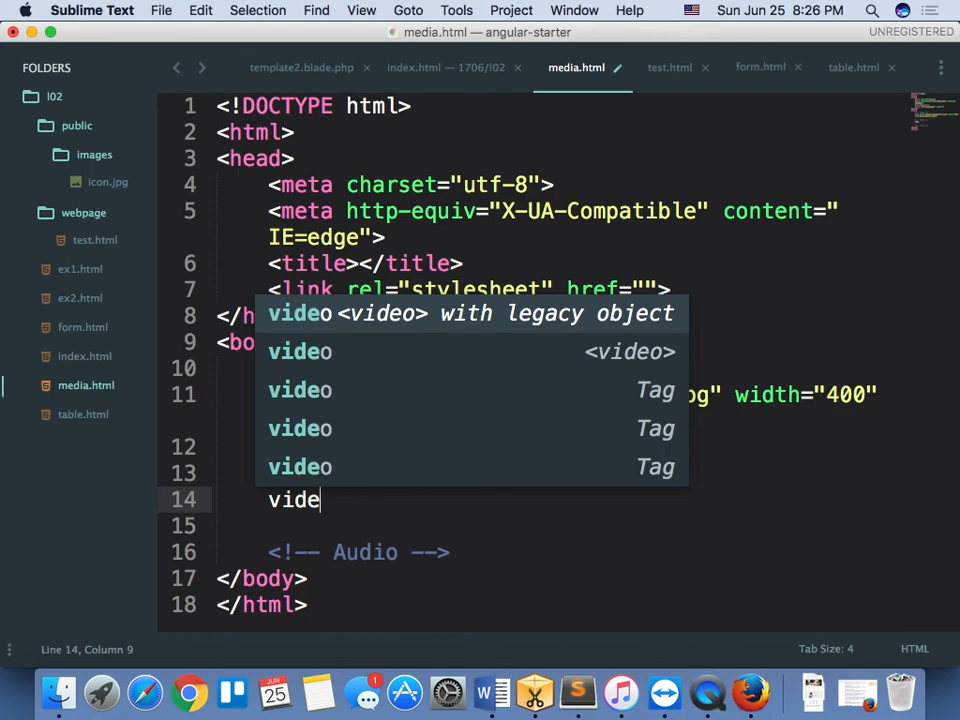 Sublime Text File Edit Selection Find View Goto Tools Project Window Help Sun Jun 25 8:26 PM
media.html — angular-starter UNREGISTERED
FOLDERS template2.blade.php × index.html — 1706/l02 × media.html test.html × form.html × table.html ×
l02
public
images
icon.jpg
webpage
test.html
ex1.html
ex2.html
form.html
index.html
media.html
table.html
1 <!DOCTYPE html>
2 <html>
3 <head>
4 <meta charset="utf-8">
5 <meta http-equiv="X-UA-Compatible" content="
IE=edge">
6 <title></title>
7 <link rel="stylesheet" href="">
8 </h
9 <bo
10
11 pg" width="400"
12
13
14 vide
15
16 <!-- Audio -->
17 </body>
18 </html>
video <video> with legacy object
video <video>
video Tag
video Tag
video Tag
Line 14, Column 9 Tab Size: 4 HTML
JUN
25
1
W
S